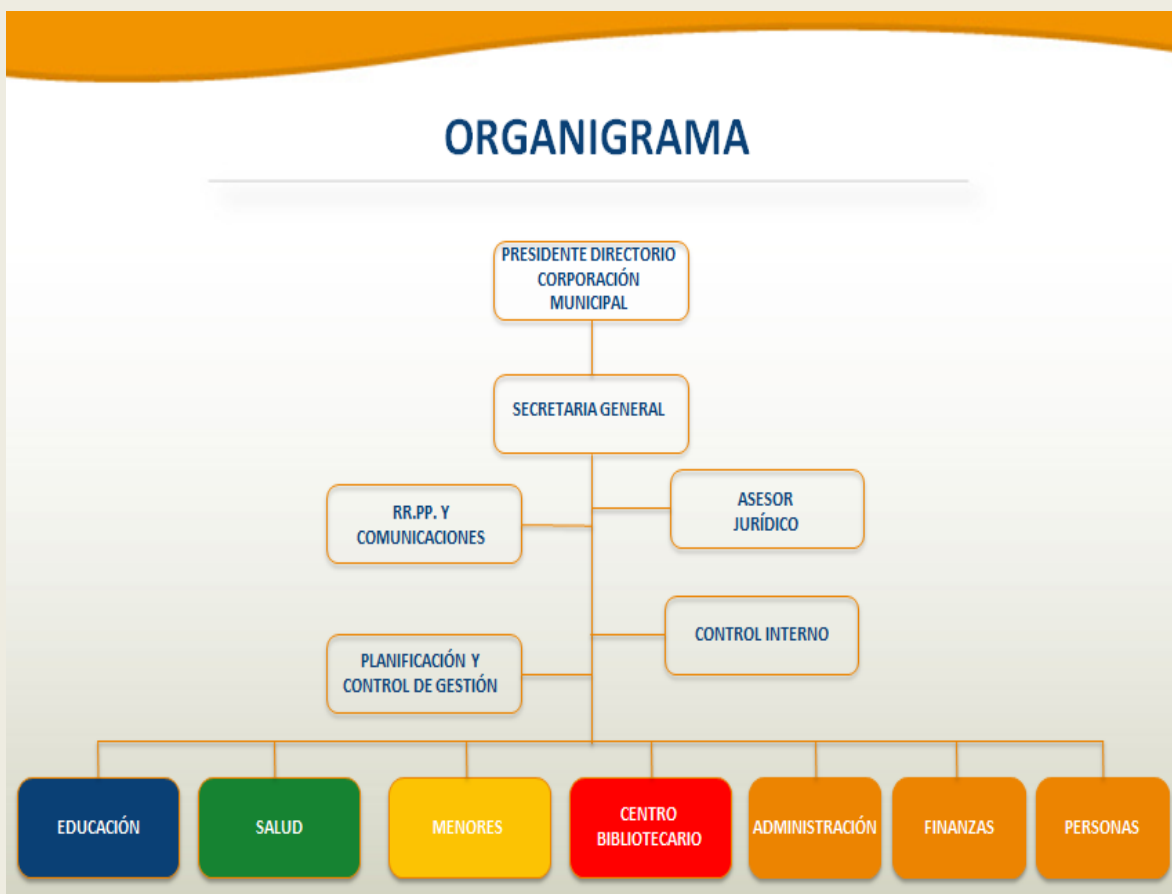 ORGANIGRAMA
PRESIDENTE DIRECTORIO
CORPORACIÓN
MUNICIPAL
SECRETARIA GENERAL
RR.PP. Y
COMUNICACIONES
ASESOR
JURÍDICO
CONTROL INTERNO
PLANIFICACIÓN Y
CONTROL DE GESTIÓN
EDUCACIÓN
SALUD
MENORES
CENTRO
BIBLIOTECARIO
ADMINISTRACIÓN
FINANZAS
PERSONAS